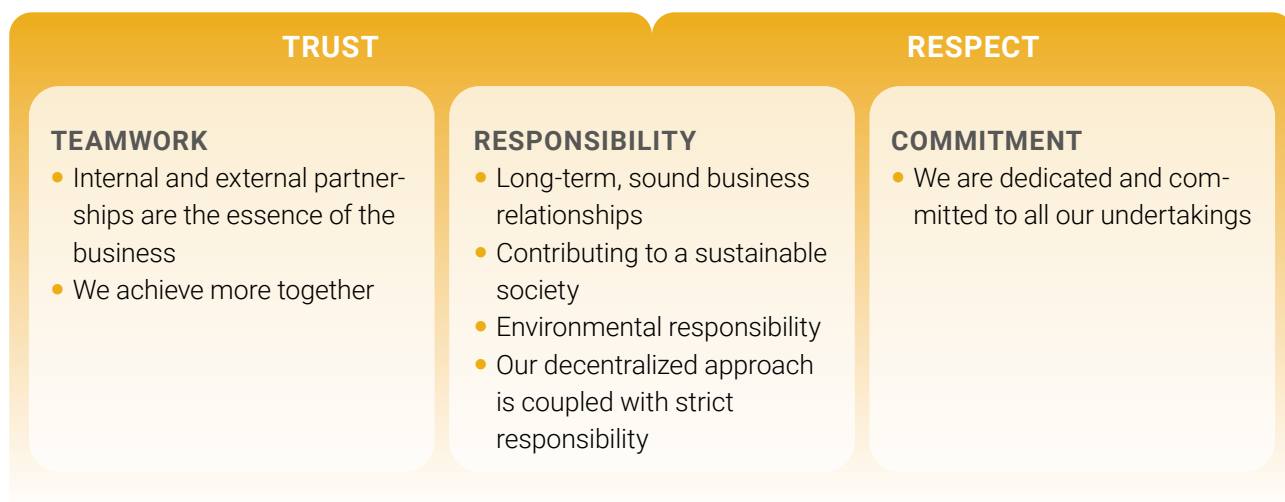 TRUST
RESPECT
TEAMWORK
• Internal and external partner-
ships are the essence of the
business
• We achieve more together
RESPONSIBILITY
• Long-term, sound business
relationships
• Contributing to a sustainable
society
• Environmental responsibility
• Our decentralized approach
is coupled with strict
responsibility
COMMITMENT
• We are dedicated and com-
mitted to all our undertakings